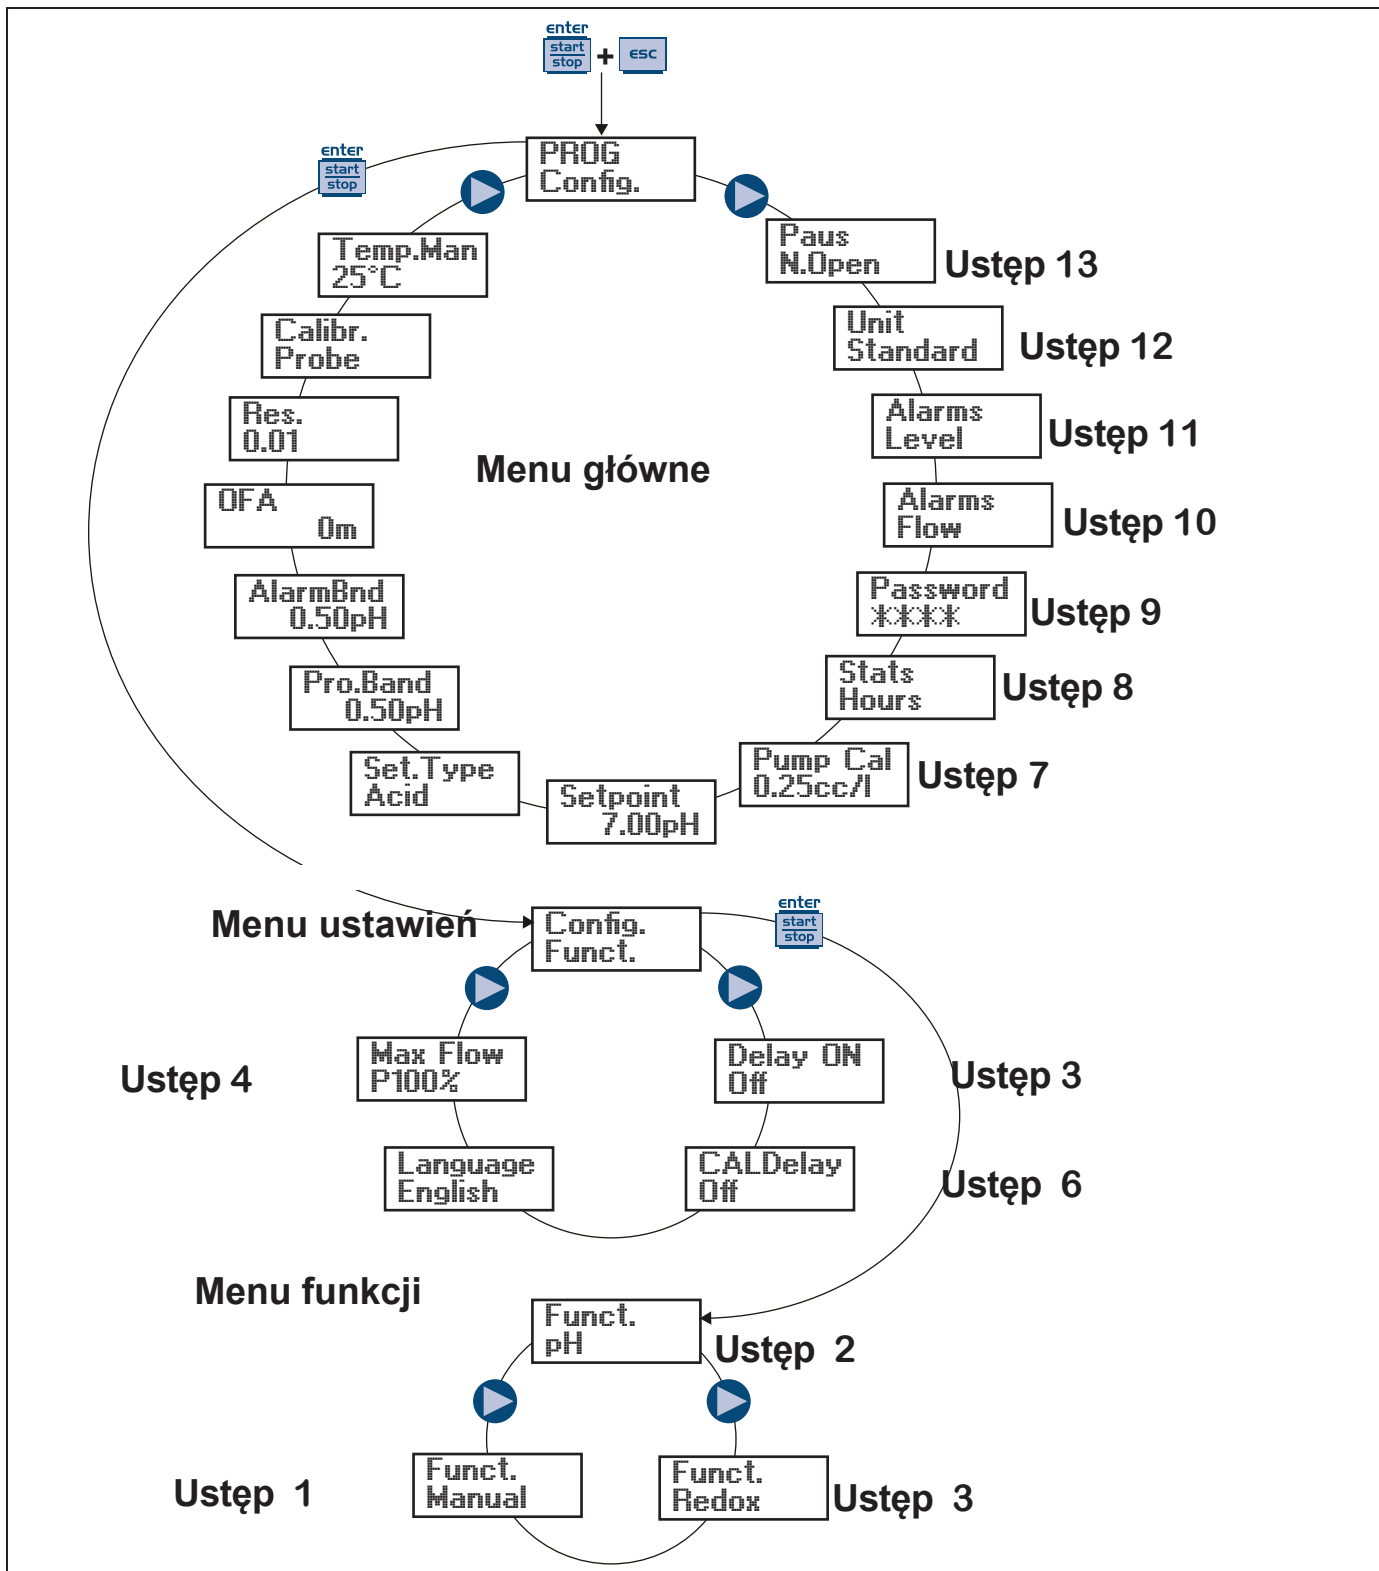 enter
start
stop
+
esc
PROG
Config.
enter
start
stop
Paus
N.Open
Ustęp 13
Temp.Man
25°C
Unit
Standard
Ustęp 12
Calibr.
Probe
Alarms
Level
Ustęp 11
Res.
0.01
Menu główne
Alarms
Flow
Ustęp 10
OFA
0m
Password
****
Ustęp 9
AlarmBnd
0.50pH
Stats
Hours
Ustęp 8
Pro.Band
0.50pH
Pump Cal
0.25cc/l
Ustęp 7
Set.Type
Acid
Setpoint
7.00pH
Menu ustawień
Config.
Funct.
enter
start
stop
Ustęp 4
Max Flow
P100%
Delay ON
Off
Ustęp 3
Language
English
CALDelay
Off
Ustęp 6
Menu funkcji
Funct.
pH
Ustęp 2
Ustęp 1
Funct.
Manual
Funct.
Redox
Ustęp 3